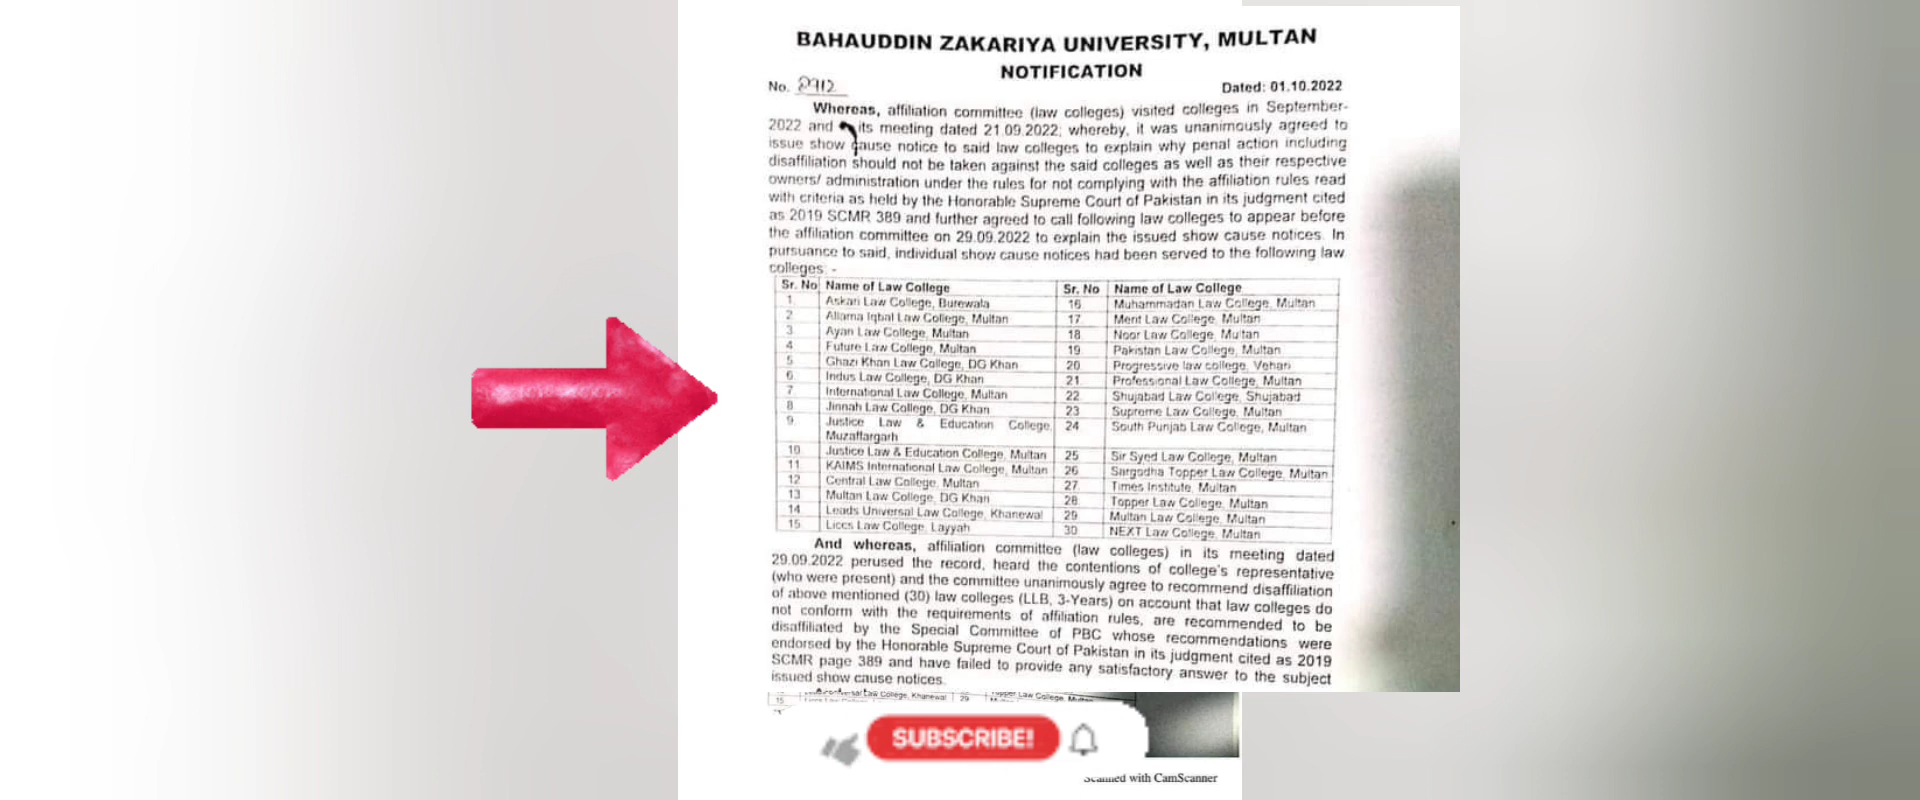 BAHAUDDIN ZAKARIYA UNIVERSITY, MULTAN
NOTIFICATION
No. 8912 Dated: 01.10.2022
Whereas, affiliation committee (law colleges) visited colleges in September-
2022 and its meeting dated 21.09.2022; whereby, it was unanimously agreed to
issue show cause notice to said law colleges to explain why penal action including
disaffiliation should not be taken against the said colleges as well as their respective
owners/ administration under the rules for not complying with the affiliation rules read
with criteria as held by the Honorable Supreme Court of Pakistan in its judgment cited
as 2019 SCMR 389 and further agreed to call following law colleges to appear before
the affiliation committee on 29.09.2022 to explain the issued show cause notices. In
pursuance to said, individual show cause notices had been served to the following law
colleges: -
Sr. No Name of Law College Sr. No Name of Law College
1 Askari Law College, Burewala 16 Muhammadan Law College, Multan
2 Allama Iqbal Law College, Multan 17 Merit Law College, Multan
3 Ayan Law College, Multan 18 Noor Law College, Multan
4 Future Law College, Multan 19 Pakistan Law College, Multan
5 Ghazi Khan Law College, DG Khan 20 Progressive law college, Vehari
6 Indus Law College, DG Khan 21 Professional Law College, Multan
7 International Law College, Multan 22 Shujabad Law College, Shujabad
8 Jinnah Law College, DG Khan 23 Supreme Law College, Multan
9 Justice Law & Education College, 24 South Punjab Law College, Multan
Muzaffargarh
10 Justice Law & Education College, Multan 25 Sir Syed Law College, Multan
11 KAIMS International Law College, Multan 26 Sargodha Topper Law College, Multan
12 Central Law College, Multan 27 Times Institute, Multan
13 Multan Law College, DG Khan 28 Topper Law College, Multan
14 Leads Universal Law College, Khanewal 29 Multan Law College, Multan
15 Liccs Law College, Layyah 30 NEXT Law College, Multan
And whereas, affiliation committee (law colleges) in its meeting dated
29.09.2022 perused the record, heard the contentions of college's representative
(who were present) and the committee unanimously agree to recommend disaffiliation
of above mentioned (30) law colleges (LLB, 3-Years) on account that law colleges do
not conform with the requirements of affiliation rules, are recommended to be
disaffiliated by the Special Committee of PBC whose recommendations were
endorsed by the Honorable Supreme Court of Pakistan in its judgment cited as 2019
SCMR page 389 and have failed to provide any satisfactory answer to the subject
issued show cause notices.
Law College, Khanewal 29 Topper Law College, Multan
15
SUBSCRIBE!
Scanned with CamScanner